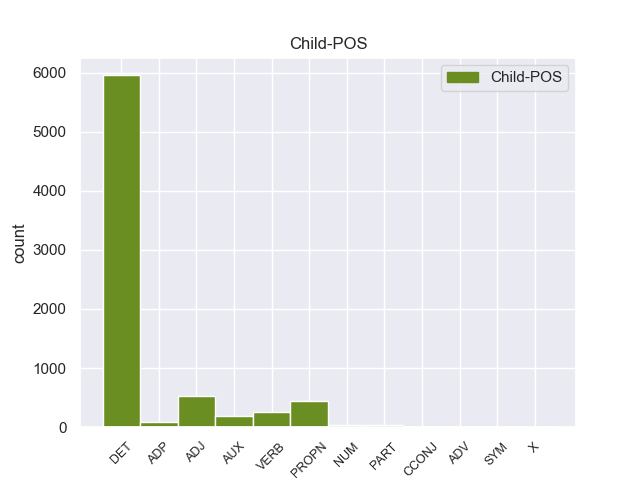 Child-POS
Child-POS
6000
5000
4000
3000
2000
1000
0
count
DET ADP ADJ AUX VERB PROPN NUM PART CCONJ ADV SYM X